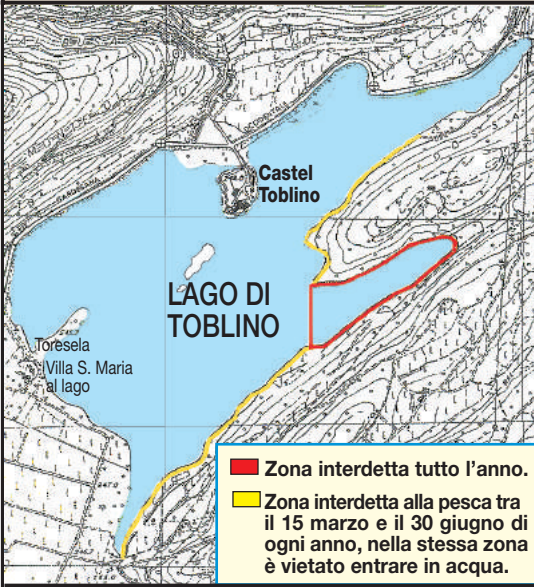 Castel
Toblino
LAGO DI
TOBLINO
Toresela
Villa S. Maria
al lago
GARDESANA
Zona interdetta tutto l'anno.
Zona interdetta alla pesca tra
il 15 marzo e il 30 giugno di
ogni anno, nella stessa zona
è vietato entrare in acqua.